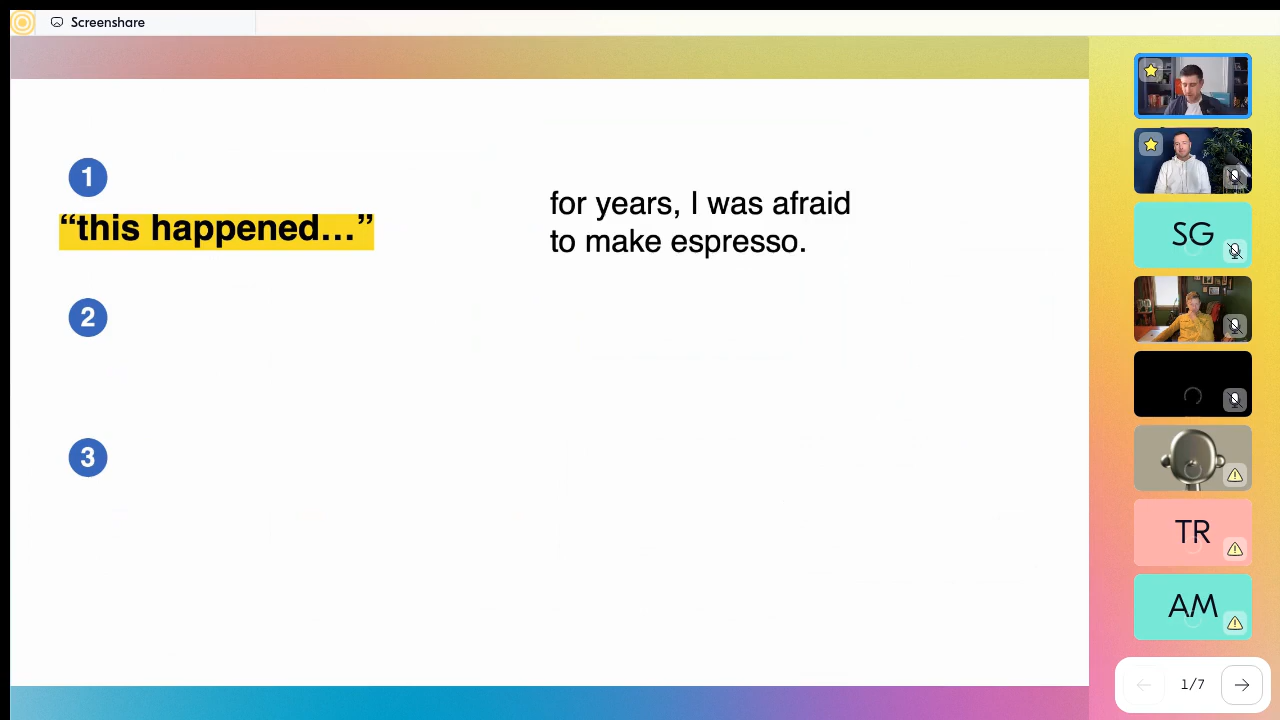 Screenshare
1
“this happened…”
for years, I was afraid
to make espresso.
2
3
SG
TR
AM
1/7